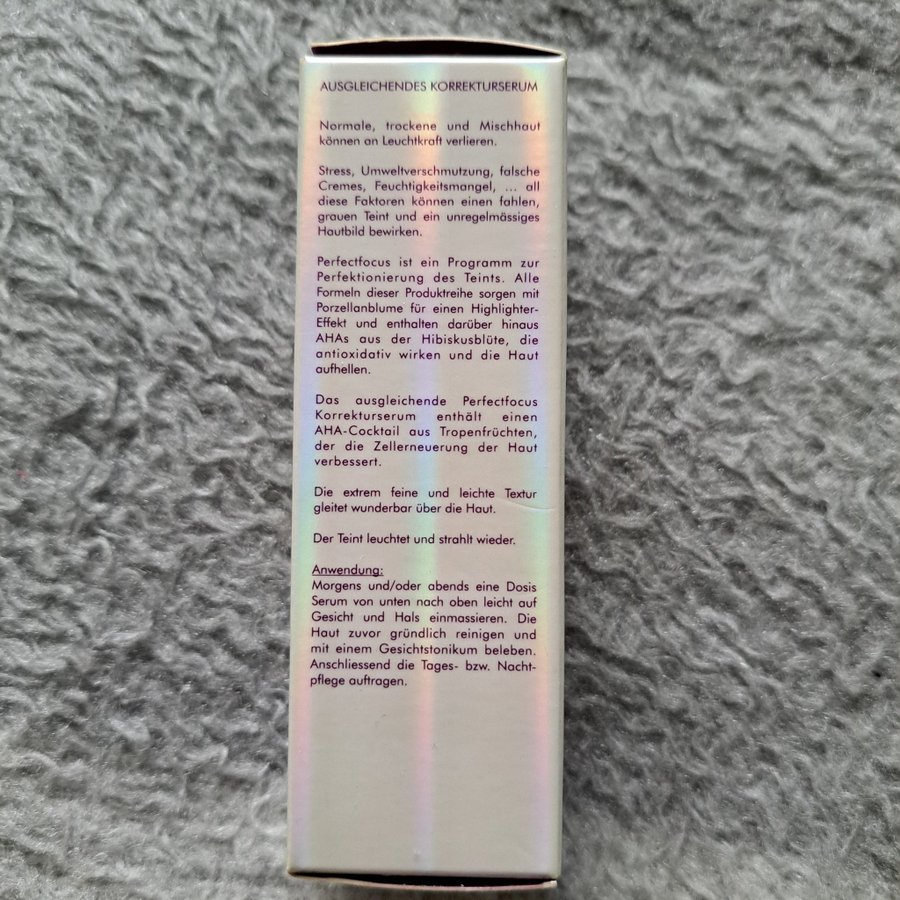 AUSGLEICHENDES KORREKTURSERUM
Normale, trockene und Mischhaut
können an Leuchtkraft verlieren.
Stress, Umweltverschmutzung, falsche
Cremes, Feuchtigkeitsmangel, ... all
diese Faktoren können einen fahlen,
grauen Teint und ein unregelmässiges
Hautbild bewirken.
Perfectfocus ist ein Programm zur
Perfektionierung des Teints. Alle
Formeln dieser Produktreihe sorgen mit
Porzellanblume für einen Highlighter-
Effekt und enthalten darüber hinaus
AHAs aus der Hibiskusblüte, die
antioxidativ wirken und die Haut
aufhellen.
Das ausgleichende Perfectfocus
Korrekturserum enthält einen
AHA-Cocktail aus Tropenfrüchten,
der die Zellerneuerung der Haut
verbessert.
Die extrem feine und leichte Textur
gleitet wunderbar über die Haut.
Der Teint leuchtet und strahlt wieder.
Anwendung:
Morgens und/oder abends eine Dosis
Serum von unten nach oben leicht auf
Gesicht und Hals einmassieren. Die
Haut zuvor gründlich reinigen und
mit einem Gesichtstonikum beleben.
Anschliessend die Tages- bzw. Nacht-
pflege auftragen.